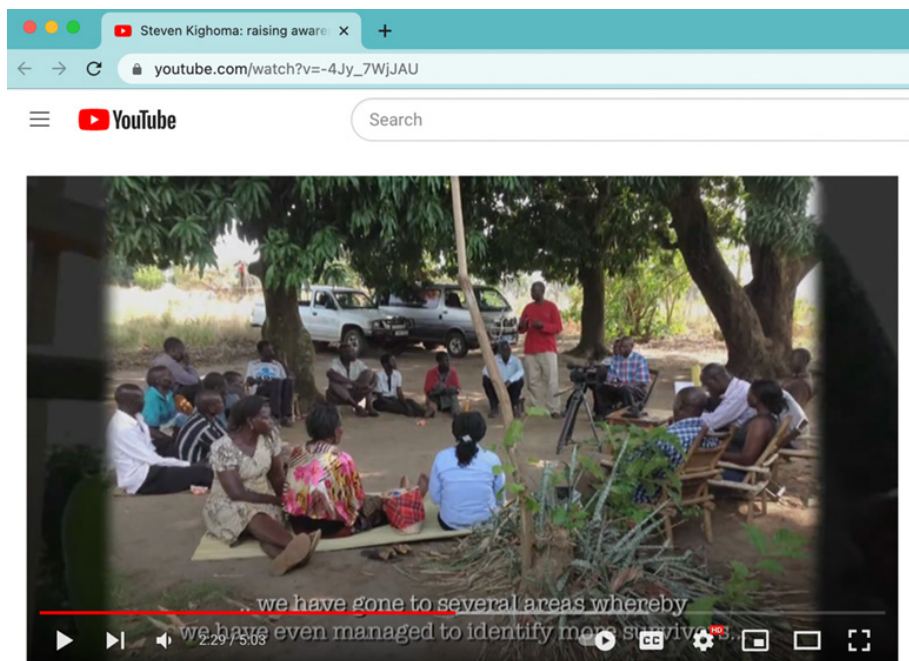 Steven Kighoma: raising aware
youtube.com/watch?v=-4Jy_7WjJAU
YouTube
Search
.. we have gone to several areas whereby
we have even managed to identify more survivors..
2:29 / 5:03
CC
HD